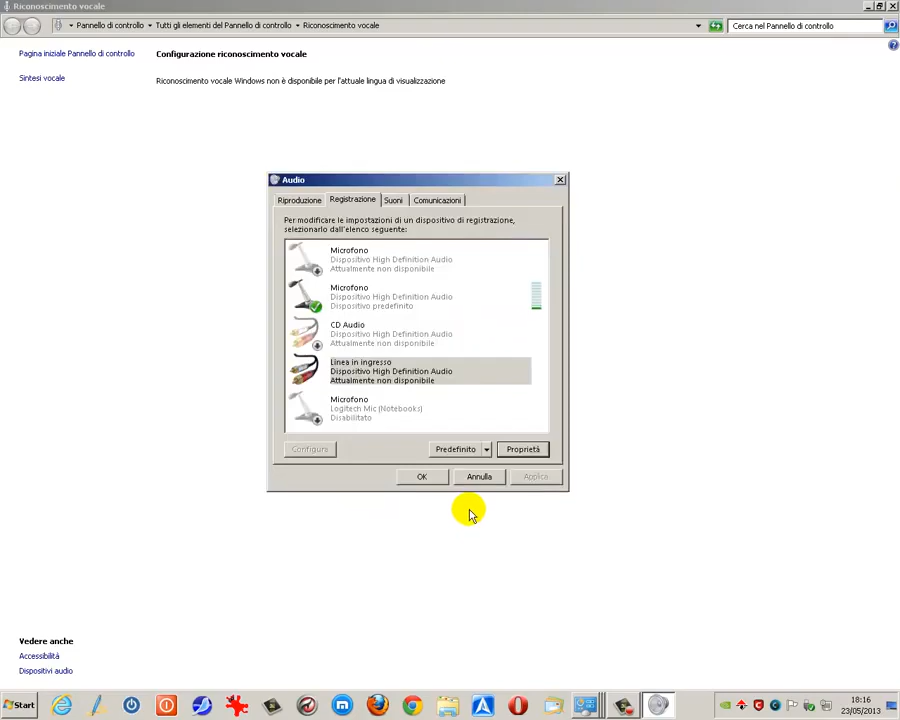 Riconoscimento vocale
Pannello di controllo
Tutti gli elementi del Pannello di controllo
Riconoscimento vocale
Cerca nel Pannello di controllo
Pagina iniziale Pannello di controllo
Configurazione riconoscimento vocale
Sintesi vocale
Riconoscimento vocale Windows non è disponibile per l'attuale lingua di visualizzazione
Audio
Riproduzione
Registrazione
Suoni
Comunicazioni
Per modificare le impostazioni di un dispositivo di registrazione,
selezionarlo dall'elenco seguente:
Microfono
Dispositivo High Definition Audio
Attualmente non disponibile
Microfono
Dispositivo High Definition Audio
Dispositivo predefinito
CD Audio
Dispositivo High Definition Audio
Attualmente non disponibile
Linea in ingresso
Dispositivo High Definition Audio
Attualmente non disponibile
Microfono
Logitech Mic (Notebooks)
Disabilitato
Configura
Predefinito
Proprietà
OK
Annulla
Applica
Vedere anche
Accessibilità
Dispositivi audio
Start
18:16
23/05/2013